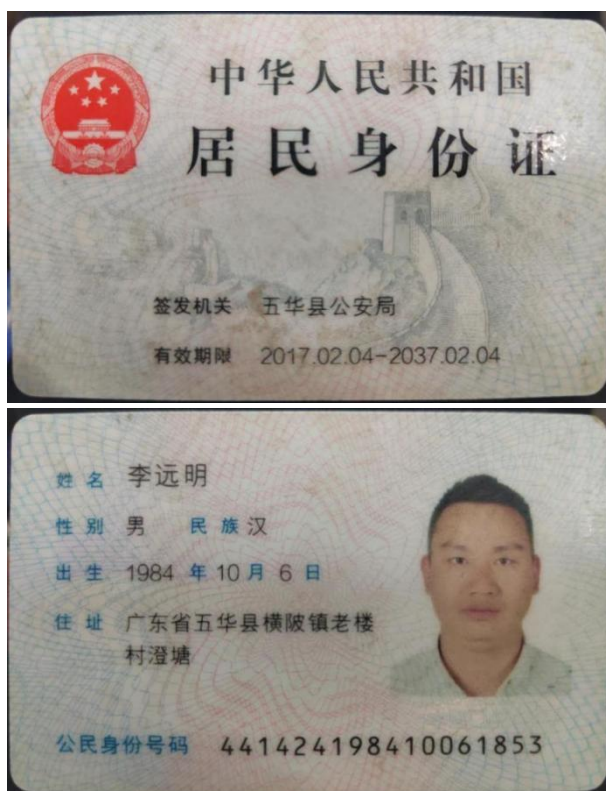 中华人民共和国
居民身份证
签发机关 五华县公安局
有效期限 2017.02.04-2037.02.04
姓名 李远明
性别 男 民族 汉
出生 1984 年 10 月 6 日
住址 广东省五华县横陂镇老楼
村澄塘
公民身份号码 441424198410061853